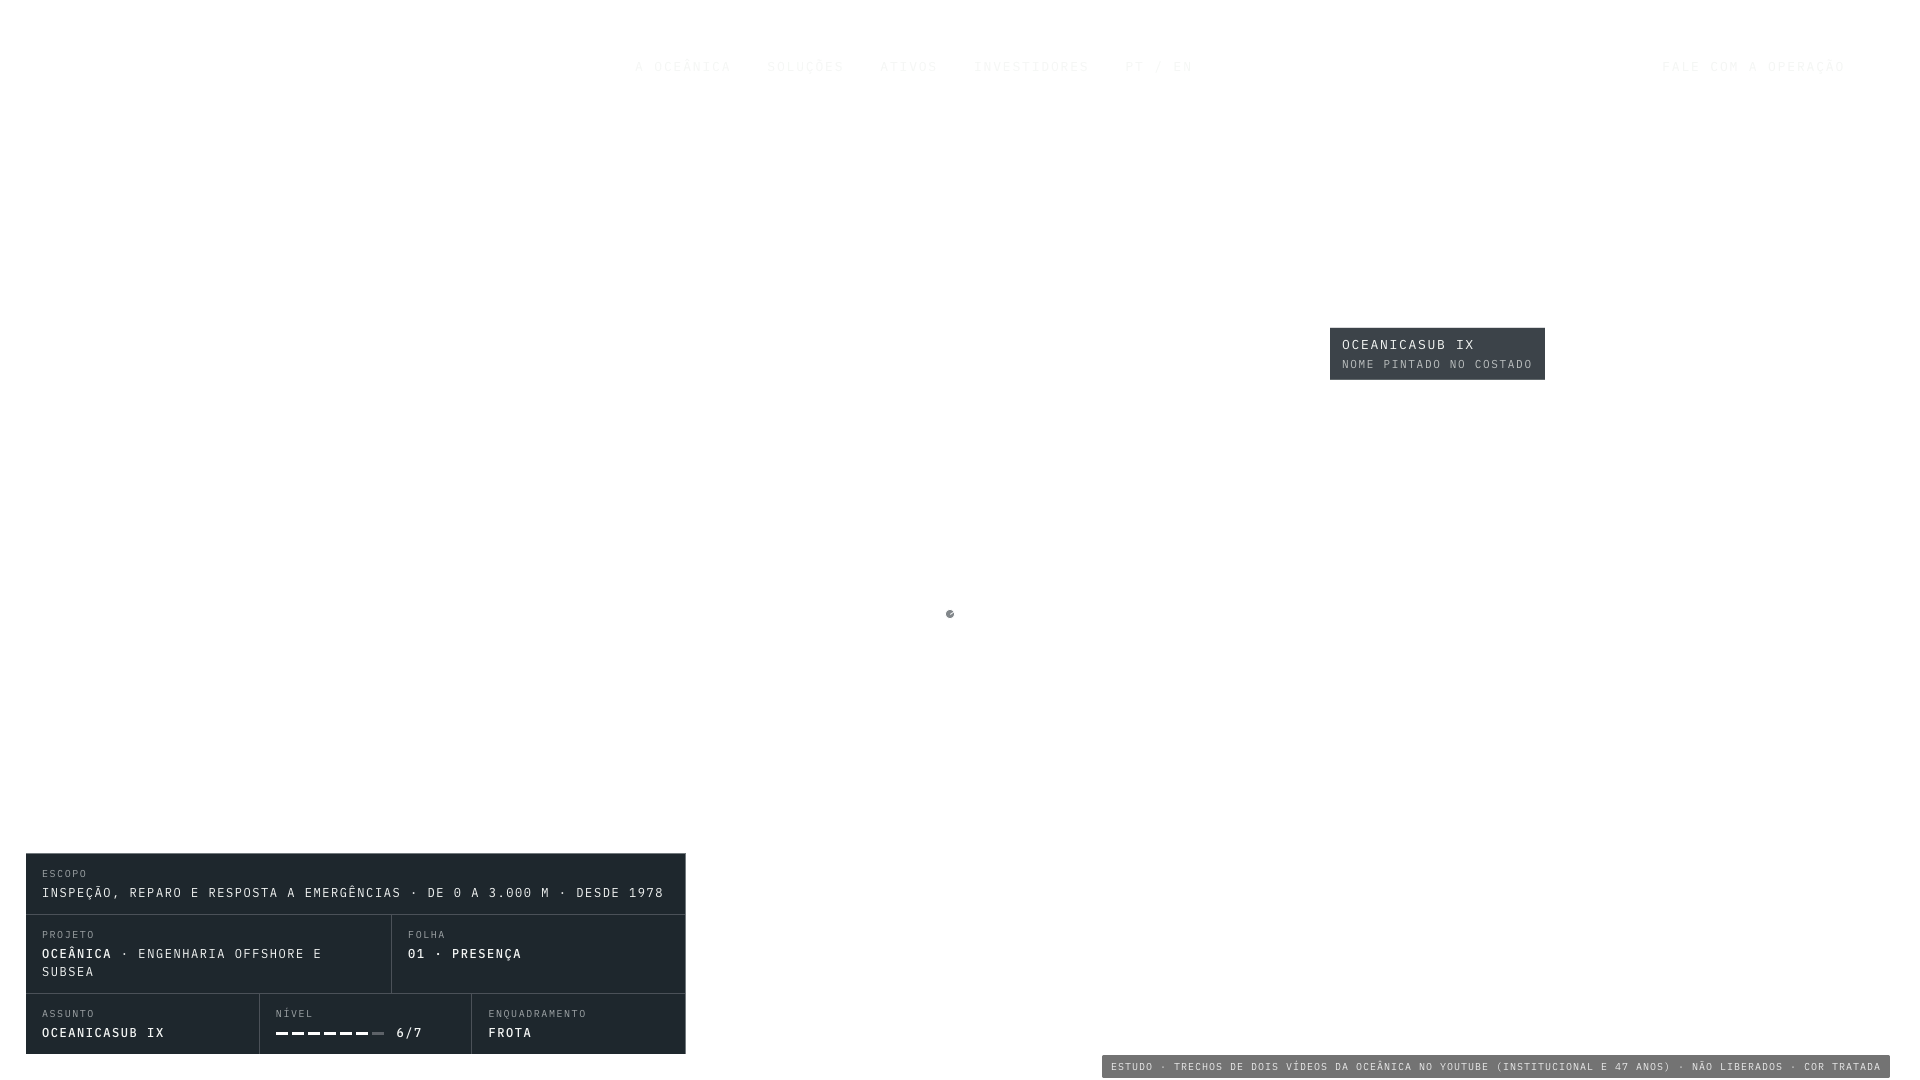 A OCEÂNICA SOLUÇÕES ATIVOS INVESTIDORES PT / EN FALE COM A OPERAÇÃO
OCEANICASUB IX
NOME PINTADO NO COSTADO
ESCOPO
INSPEÇÃO, REPARO E RESPOSTA A EMERGÊNCIAS · DE 0 A 3.000 M · DESDE 1978
PROJETO
OCEÂNICA · ENGENHARIA OFFSHORE E
SUBSEA
FOLHA
01 · PRESENÇA
ASSUNTO
OCEANICASUB IX
NÍVEL
6/7
ENQUADRAMENTO
FROTA
ESTUDO · TRECHOS DE DOIS VÍDEOS DA OCEÂNICA NO YOUTUBE (INSTITUCIONAL E 47 ANOS) · NÃO LIBERADOS · COR TRATADA